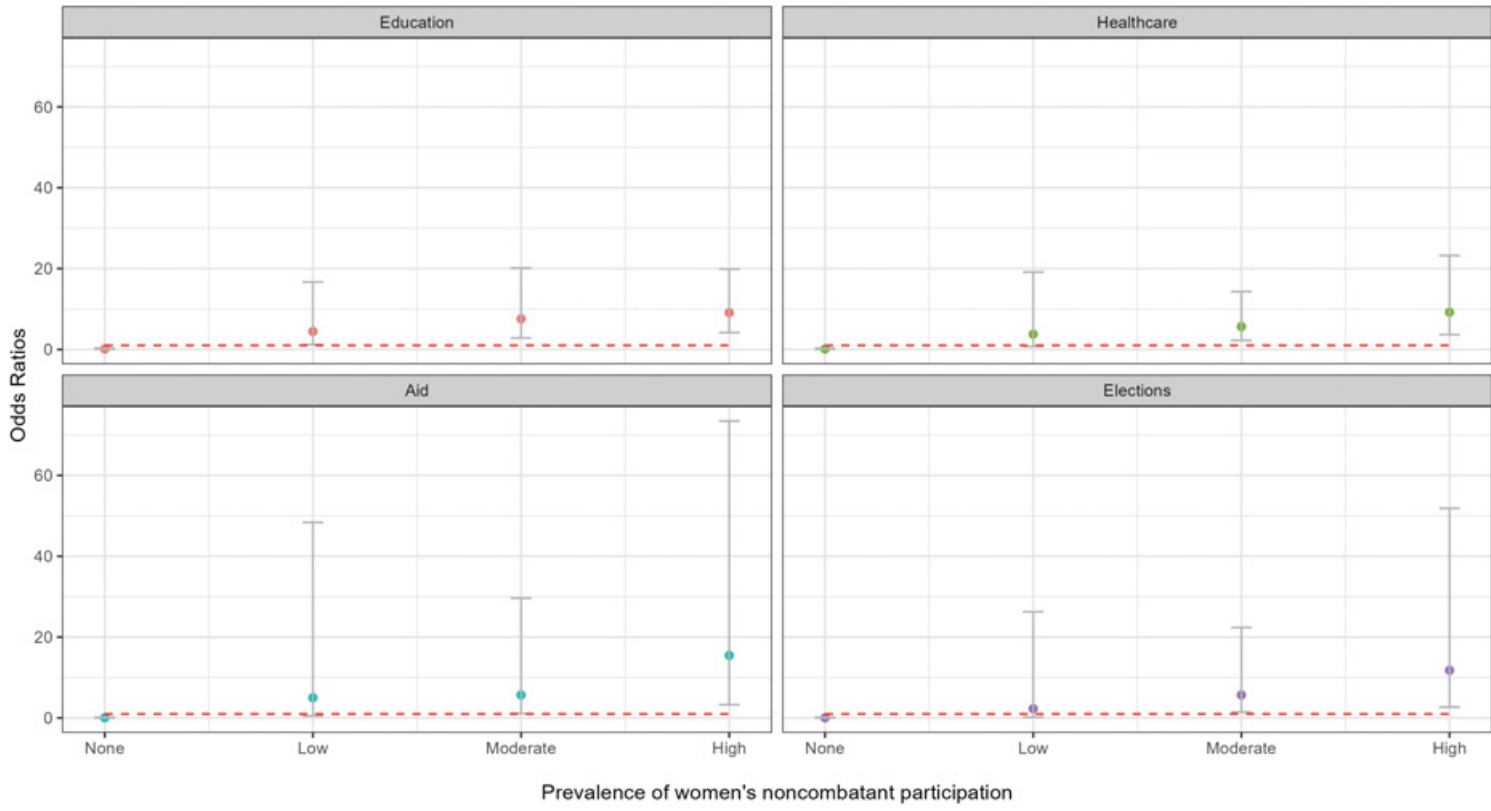 Education
Healthcare
60
40
20
0
Odds Ratios
Aid
Elections
60
40
20
0
None
Low
Moderate
High
None
Low
Moderate
High
Prevalence of women's noncombatant participation